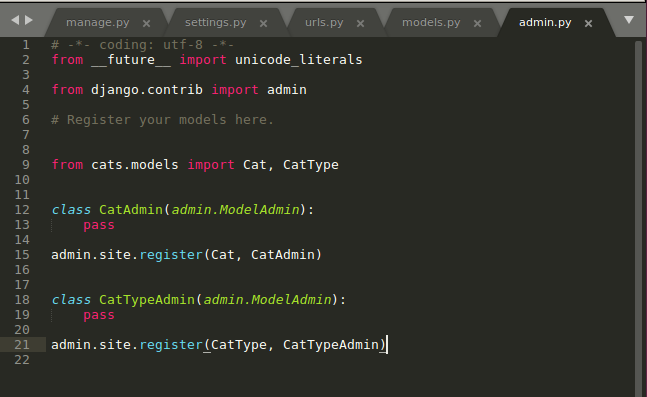 manage.py × settings.py × urls.py × models.py × admin.py ×
1 # -*- coding: utf-8 -*-
2 from __future__ import unicode_literals
3
4 from django.contrib import admin
5
6 # Register your models here.
7
8
9 from cats.models import Cat, CatType
10
11
12 class CatAdmin(admin.ModelAdmin):
13     pass
14
15 admin.site.register(Cat, CatAdmin)
16
17
18 class CatTypeAdmin(admin.ModelAdmin):
19     pass
20
21 admin.site.register(CatType, CatTypeAdmin)
22